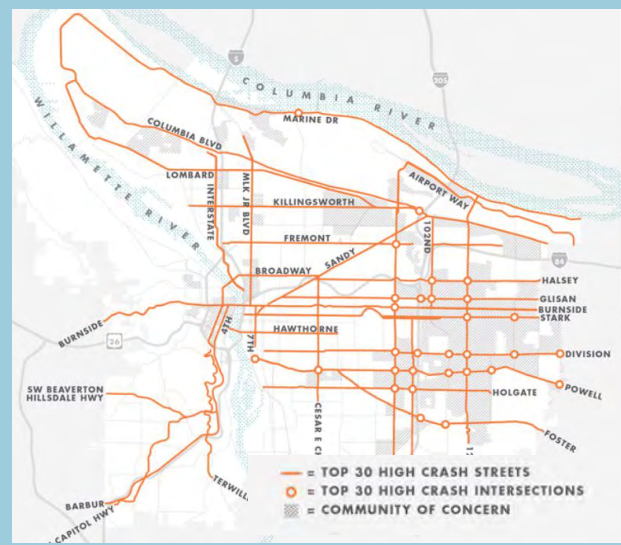 5
205
COLUMBIA RIVER
MARINE DR
WILLAMETTE RIVER
COLUMBIA BLVD
LOMBARD
INTERSTATE
MLK JR BLVD
AIRPORT WAY
KILLINGSWORTH
102ND
FREMONT
SANDY
84
BROADWAY
HALSEY
GLISAN
BURNSIDE
STARK
BURNSIDE
26
4TH
HAWTHORNE
7TH
DIVISION
SW BEAVERTON
HILLSDALE HWY
POWELL
HOLGATE
CESAR E CH
FOSTER
BARBUR
CAPITOL HWY
TERWILL
= TOP 30 HIGH CRASH STREETS
= TOP 30 HIGH CRASH INTERSECTIONS
= COMMUNITY OF CONCERN